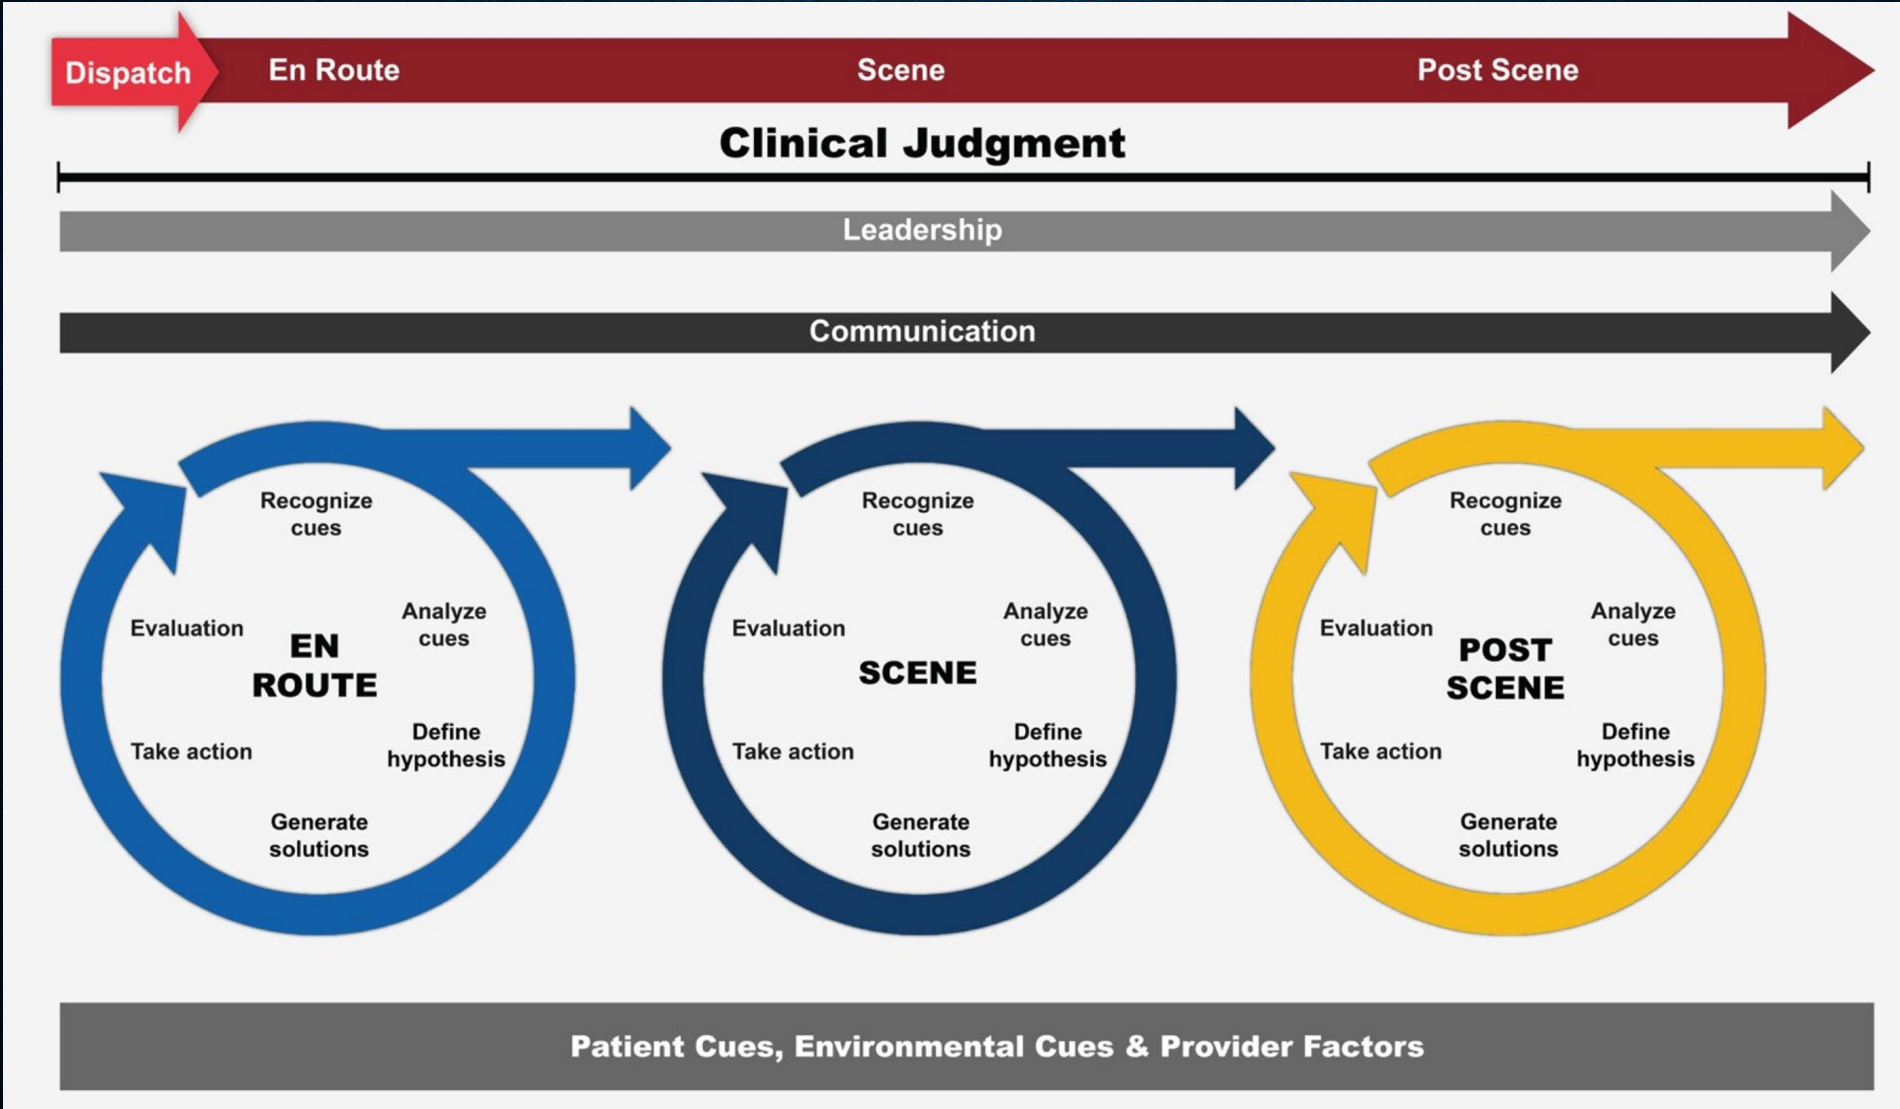 Dispatch
En Route
Scene
Post Scene
Clinical Judgment
Leadership
Communication
Recognize
cues
Analyze
cues
Define
hypothesis
Generate
solutions
Take action
Evaluation
EN
ROUTE
Recognize
cues
Analyze
cues
Define
hypothesis
Generate
solutions
Take action
Evaluation
SCENE
Recognize
cues
Analyze
cues
Define
hypothesis
Generate
solutions
Take action
Evaluation
POST
SCENE
Patient Cues, Environmental Cues & Provider Factors